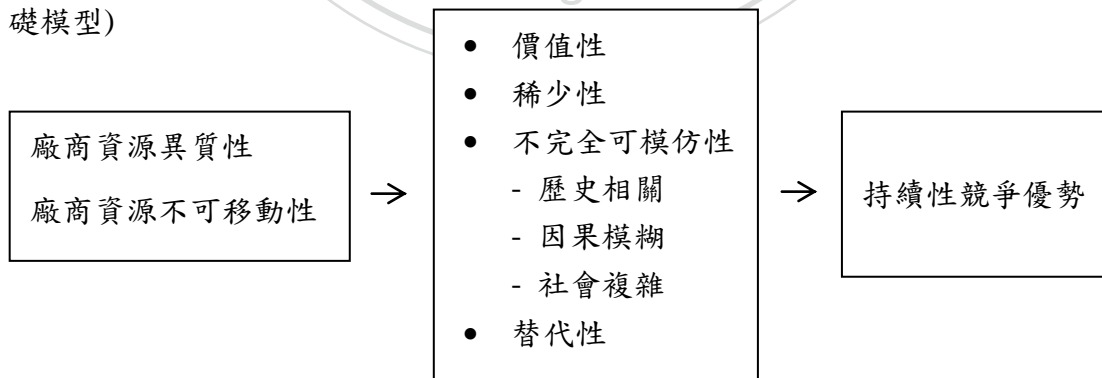 礎模型)
廠商資源異質性
廠商資源不可移動性
• 價值性
• 稀少性
• 不完全可模仿性
- 歷史相關
- 因果模糊
- 社會複雜
• 替代性
持續性競爭優勢